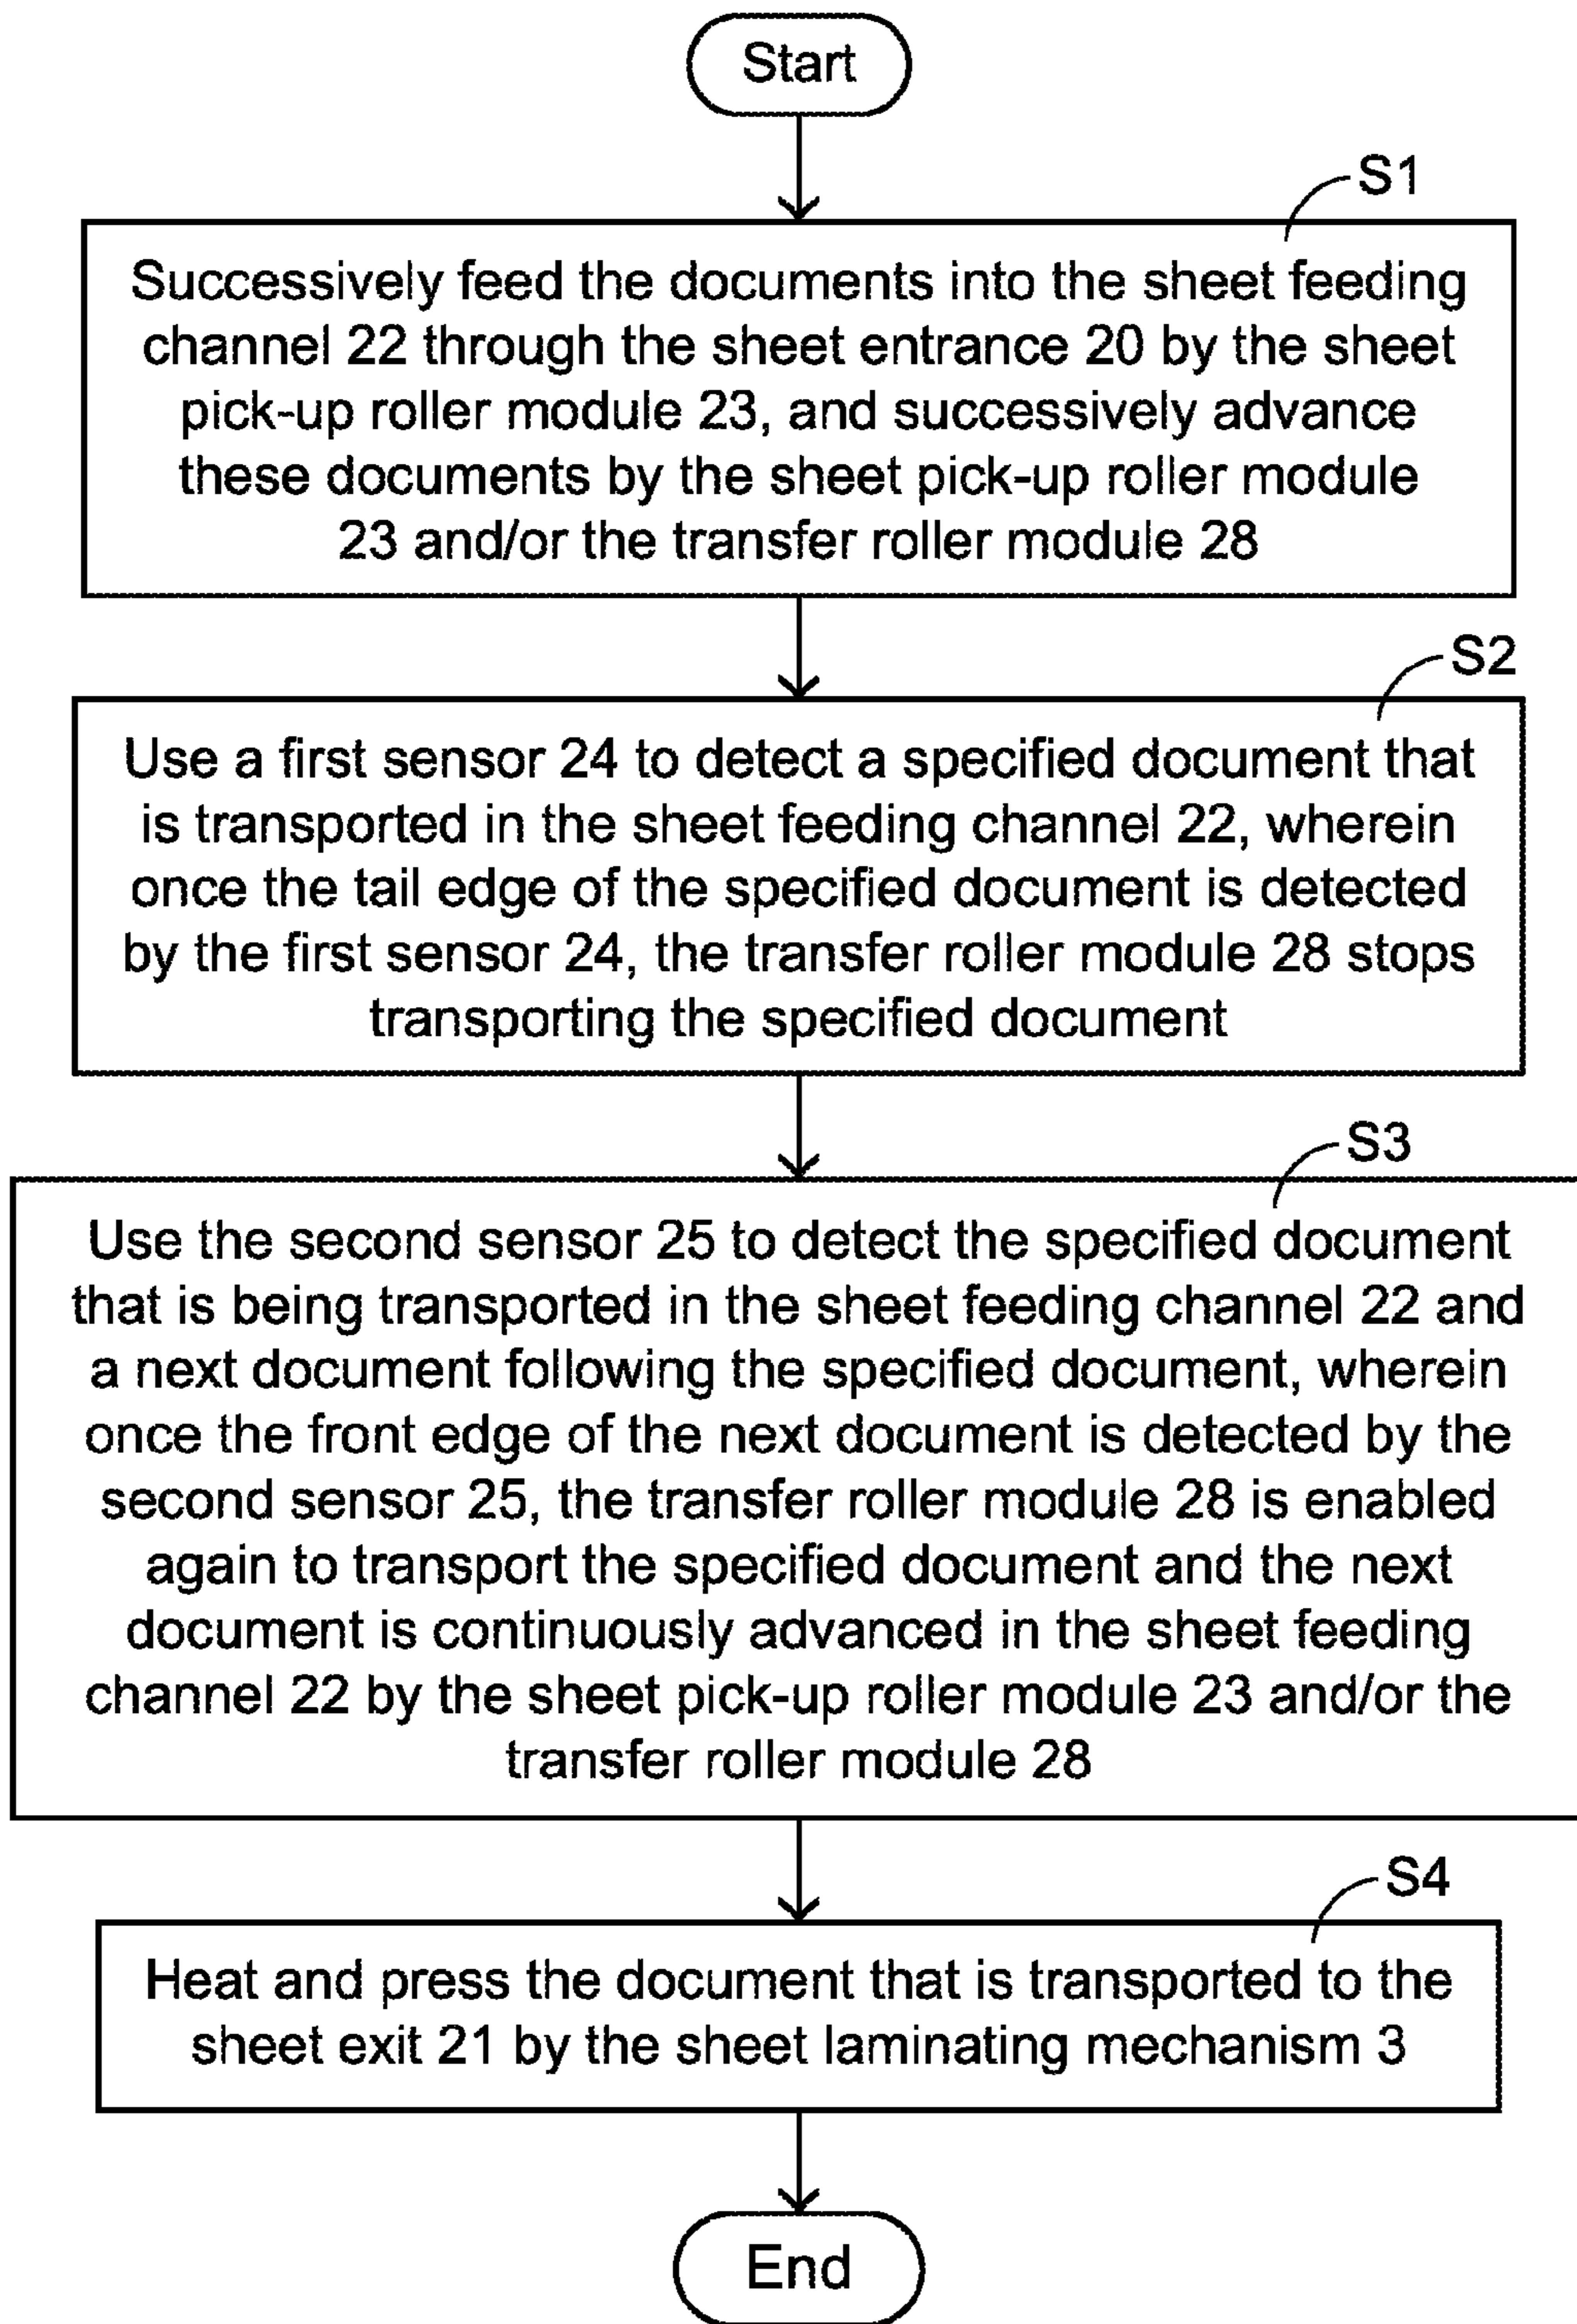 Start
S1
Successively feed the documents into the sheet feeding
channel 22 through the sheet entrance 20 by the sheet
pick-up roller module 23, and successively advance
these documents by the sheet pick-up roller module
23 and/or the transfer roller module 28
S2
Use a first sensor 24 to detect a specified document that
is transported in the sheet feeding channel 22, wherein
once the tail edge of the specified document is detected
by the first sensor 24, the transfer roller module 28 stops
transporting the specified document
S3
Use the second sensor 25 to detect the specified document
that is being transported in the sheet feeding channel 22 and
a next document following the specified document, wherein
once the front edge of the next document is detected by the
second sensor 25, the transfer roller module 28 is enabled
again to transport the specified document and the next
document is continuously advanced in the sheet feeding
channel 22 by the sheet pick-up roller module 23 and/or the
transfer roller module 28
S4
Heat and press the document that is transported to the
sheet exit 21 by the sheet laminating mechanism 3
End